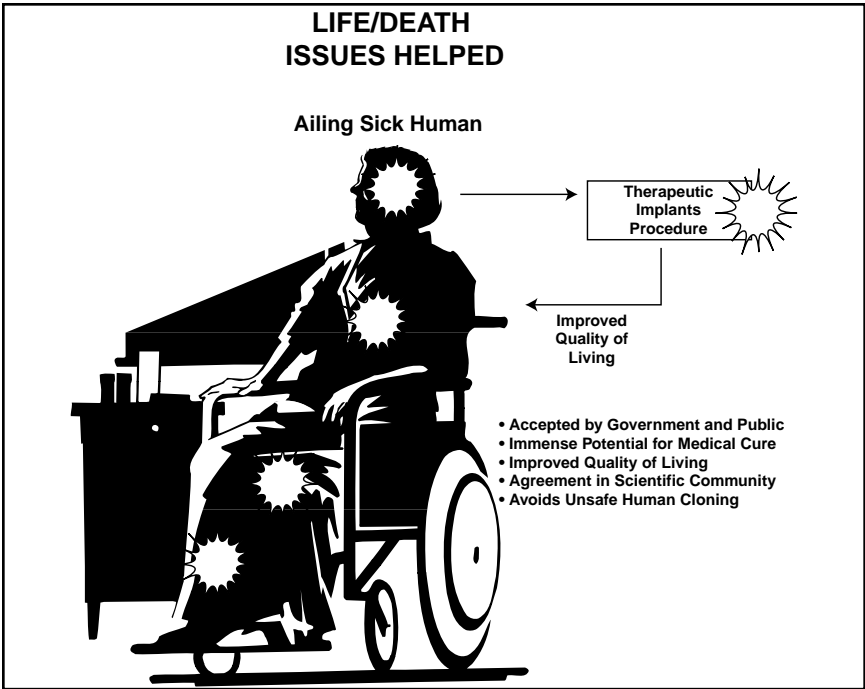 LIFE/DEATH
ISSUES HELPED
Ailing Sick Human
Therapeutic
Implants
Procedure
Improved
Quality of
Living
• Accepted by Government and Public
• Immense Potential for Medical Cure
• Improved Quality of Living
• Agreement in Scientific Community
• Avoids Unsafe Human Cloning